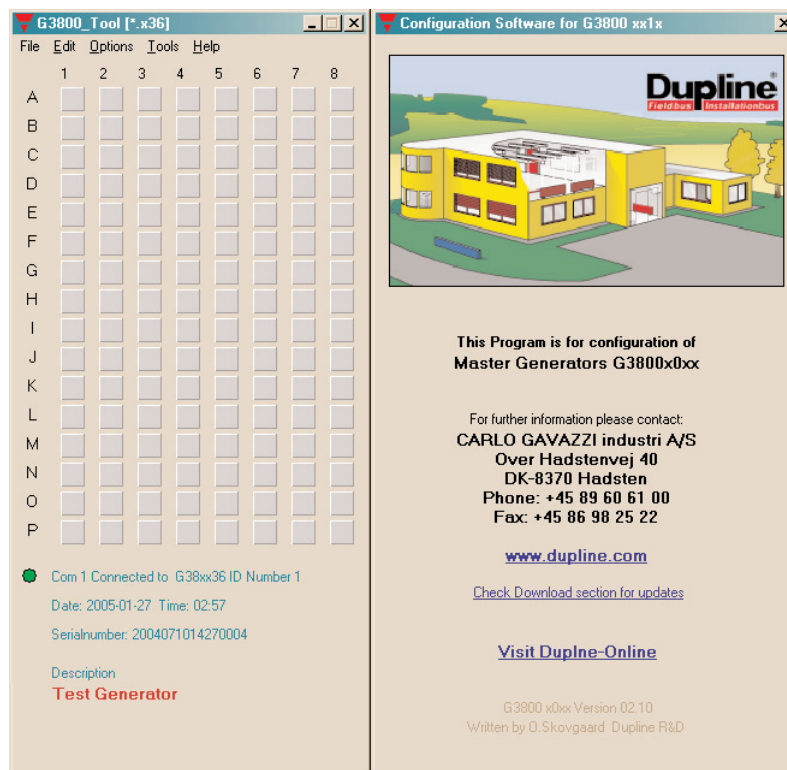 G3800_Tool [*.x36]
File Edit Options Tools Help
1 2 3 4 5 6 7 8
A
B
C
D
E
F
G
H
I
J
K
L
M
N
O
P
Com 1 Connected to G38xx36 ID Number 1
Date: 2005-01-27 Time: 02:57
Serialnumber: 2004071014270004
Description
Test Generator
Configuration Software for G3800 xx1x
Dupline®
Fieldbus Installationbus
This Program is for configuration of
Master Generators G3800x0xx
For further information please contact:
CARLO GAVAZZI industri A/S
Over Hadstenvej 40
DK-8370 Hadsten
Phone: +45 89 60 61 00
Fax: +45 86 98 25 22
www.dupline.com
Check Download section for updates
Visit Duplne-Online
G3800 x0xx Version 02.10
Written by O.Skovgaard Dupline R&D